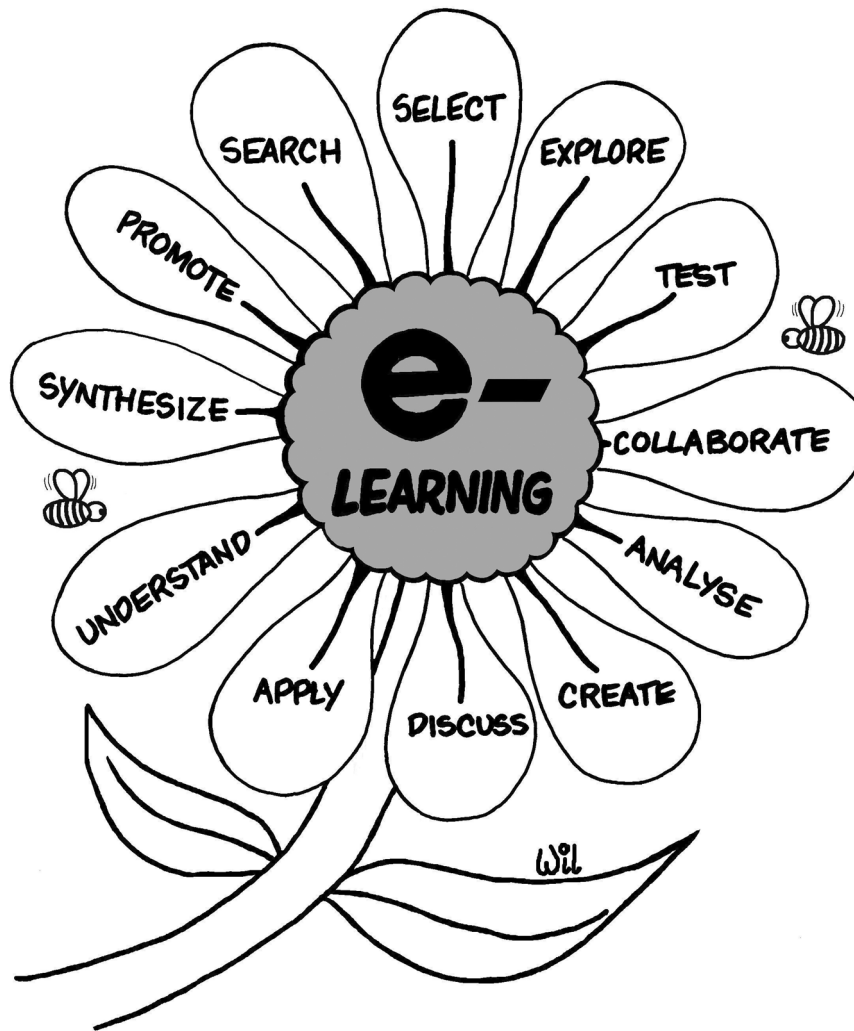 SELECT
EXPLORE
TEST
COLLABORATE
ANALYSE
CREATE
DISCUSS
APPLY
UNDERSTAND
SYNTHESIZE
PROMOTE
SEARCH
e-
LEARNING
Wil